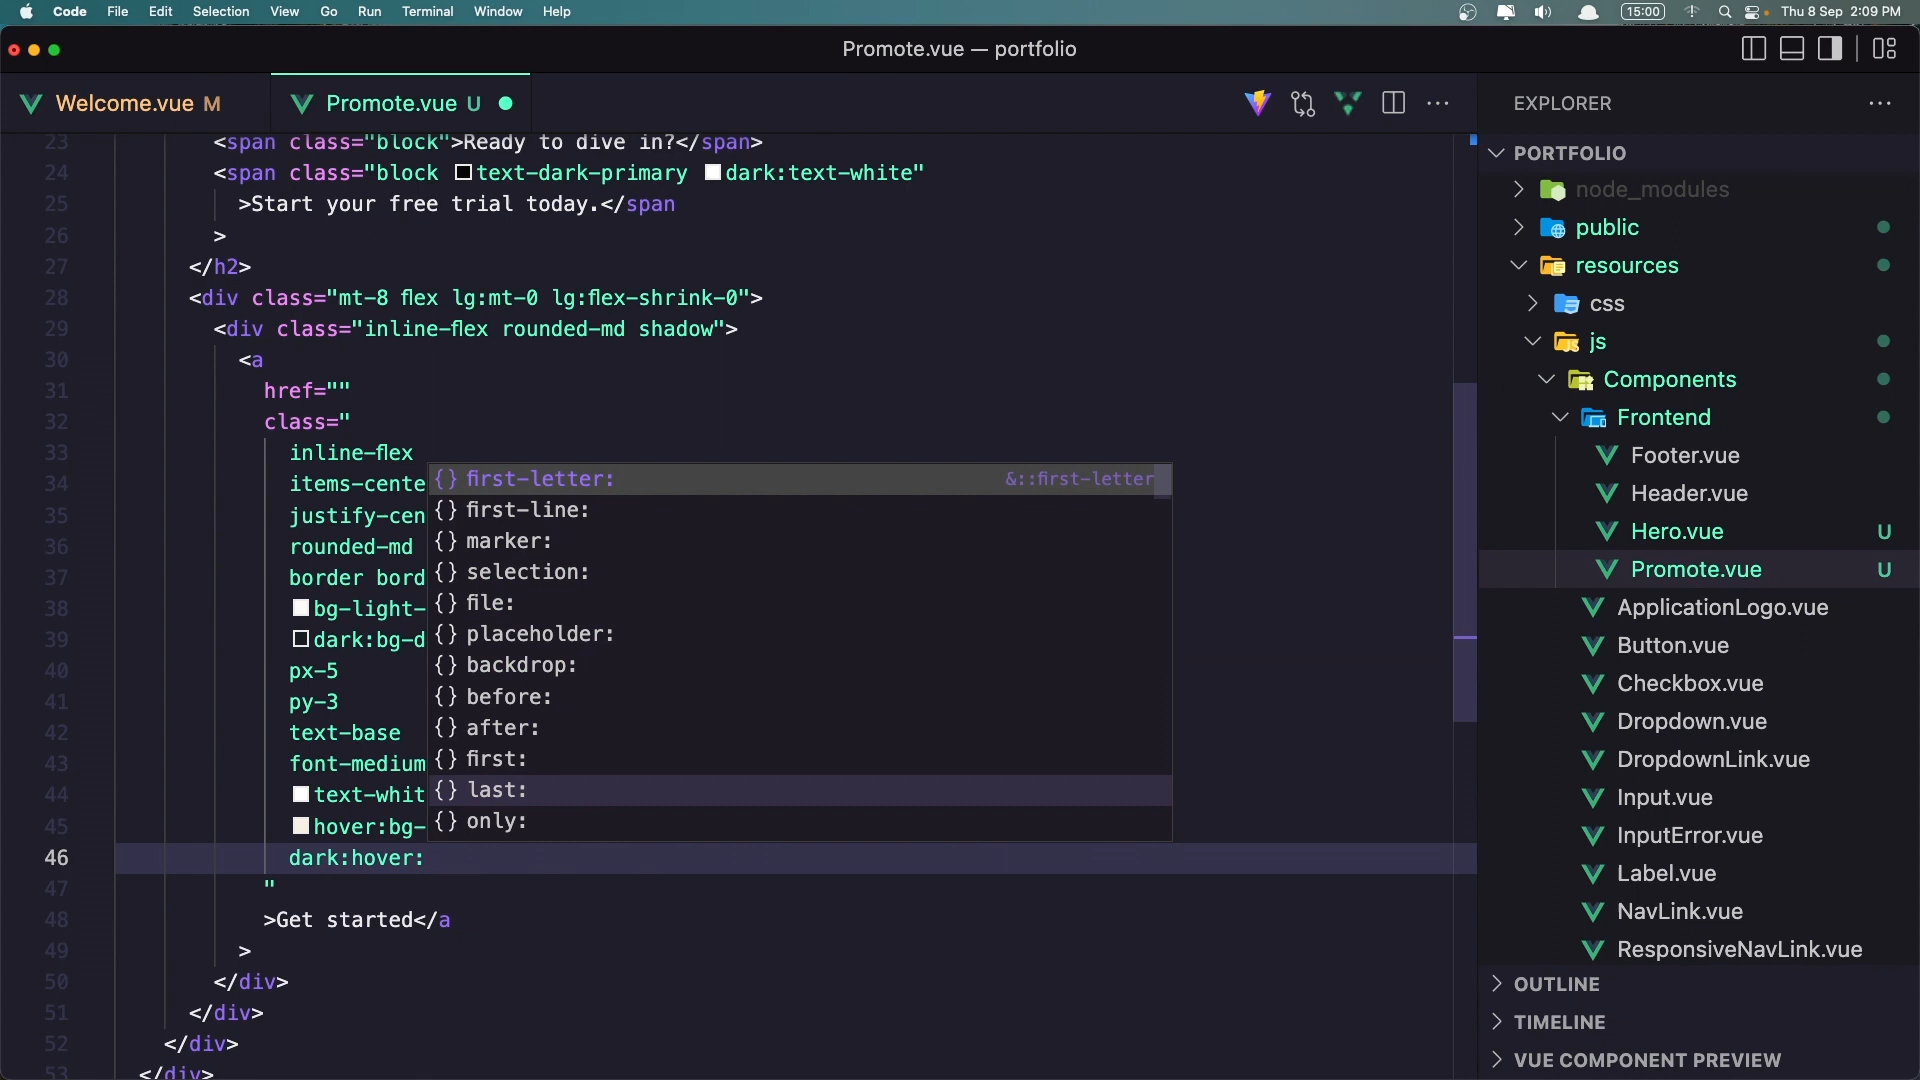 Code File Edit Selection View Go Run Terminal Window Help 15:00 Thu 8 Sep 2:09 PM
Promote.vue — portfolio
Welcome.vue M Promote.vue U
23 <span class="block">Ready to dive in?</span>
24 <span class="block text-dark-primary dark:text-white"
25 >Start your free trial today.</span
26 >
27 </h2>
28 <div class="mt-8 flex lg:mt-0 lg:flex-shrink-0">
29 <div class="inline-flex rounded-md shadow">
30 <a
31 href=""
32 class="
33 inline-flex
34 items-cente
35 justify-cen
36 rounded-md
37 border bord
38 bg-light-
39 dark:bg-d
40 px-5
41 py-3
42 text-base
43 font-medium
44 text-whit
45 hover:bg-
46 dark:hover:
47 "
48 >Get started</a
49 >
50 </div>
51 </div>
52 </div>
53 </div>
{} first-letter: &::first-letter
{} first-line:
{} marker:
{} selection:
{} file:
{} placeholder:
{} backdrop:
{} before:
{} after:
{} first:
{} last:
{} only:
EXPLORER
PORTFOLIO
node_modules
public
resources
css
js
Components
Frontend
Footer.vue
Header.vue
Hero.vue U
Promote.vue U
ApplicationLogo.vue
Button.vue
Checkbox.vue
Dropdown.vue
DropdownLink.vue
Input.vue
InputError.vue
Label.vue
NavLink.vue
ResponsiveNavLink.vue
OUTLINE
TIMELINE
VUE COMPONENT PREVIEW